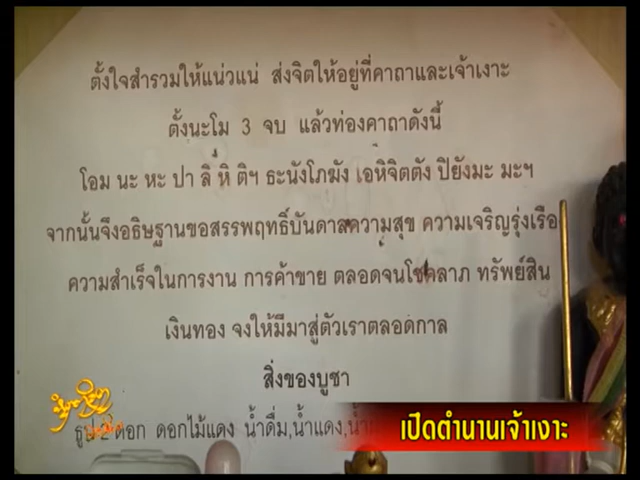 ตั้งใจสำรวมให้แน่วแน่ ส่งจิตให้อยู่ที่คาถาและเจ้าเงาะ
ตั้งนะโม 3 จบ แล้วท่องคาถาดังนี้
โอม นะ หะ ปา ลิ หิ ติฯ ธะนังโภฆัง เอหิจิตตัง ปิยังมะ มะฯ
จากนั้นจึงอธิษฐานขอสรรพฤทธิ์บันดาลความสุข ความเจริญรุ่งเรือ
ความสำเร็จในการงาน การค้าขาย ตลอดจนโชคลาภ ทรัพย์สิน
เงินทอง จงให้มีมาสู่ตัวเราตลอดกาล
สิ่งของบูชา
ธูป 2 ดอก ดอกไม้แดง น้ำดื่ม,น้ำแดง,
เปิดตำนานเจ้าเงาะ